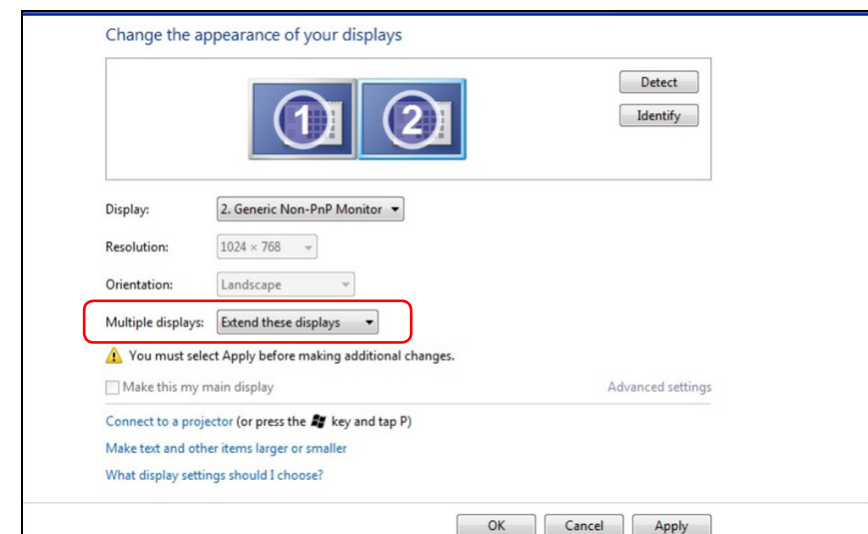 Change the appearance of your displays
1
2
Detect
Identify
Display: 2. Generic Non-PnP Monitor
Resolution: 1024 × 768
Orientation: Landscape
Multiple displays: Extend these displays
You must select Apply before making additional changes.
Make this my main display Advanced settings
Connect to a projector (or press the key and tap P)
Make text and other items larger or smaller
What display settings should I choose?
OK Cancel Apply